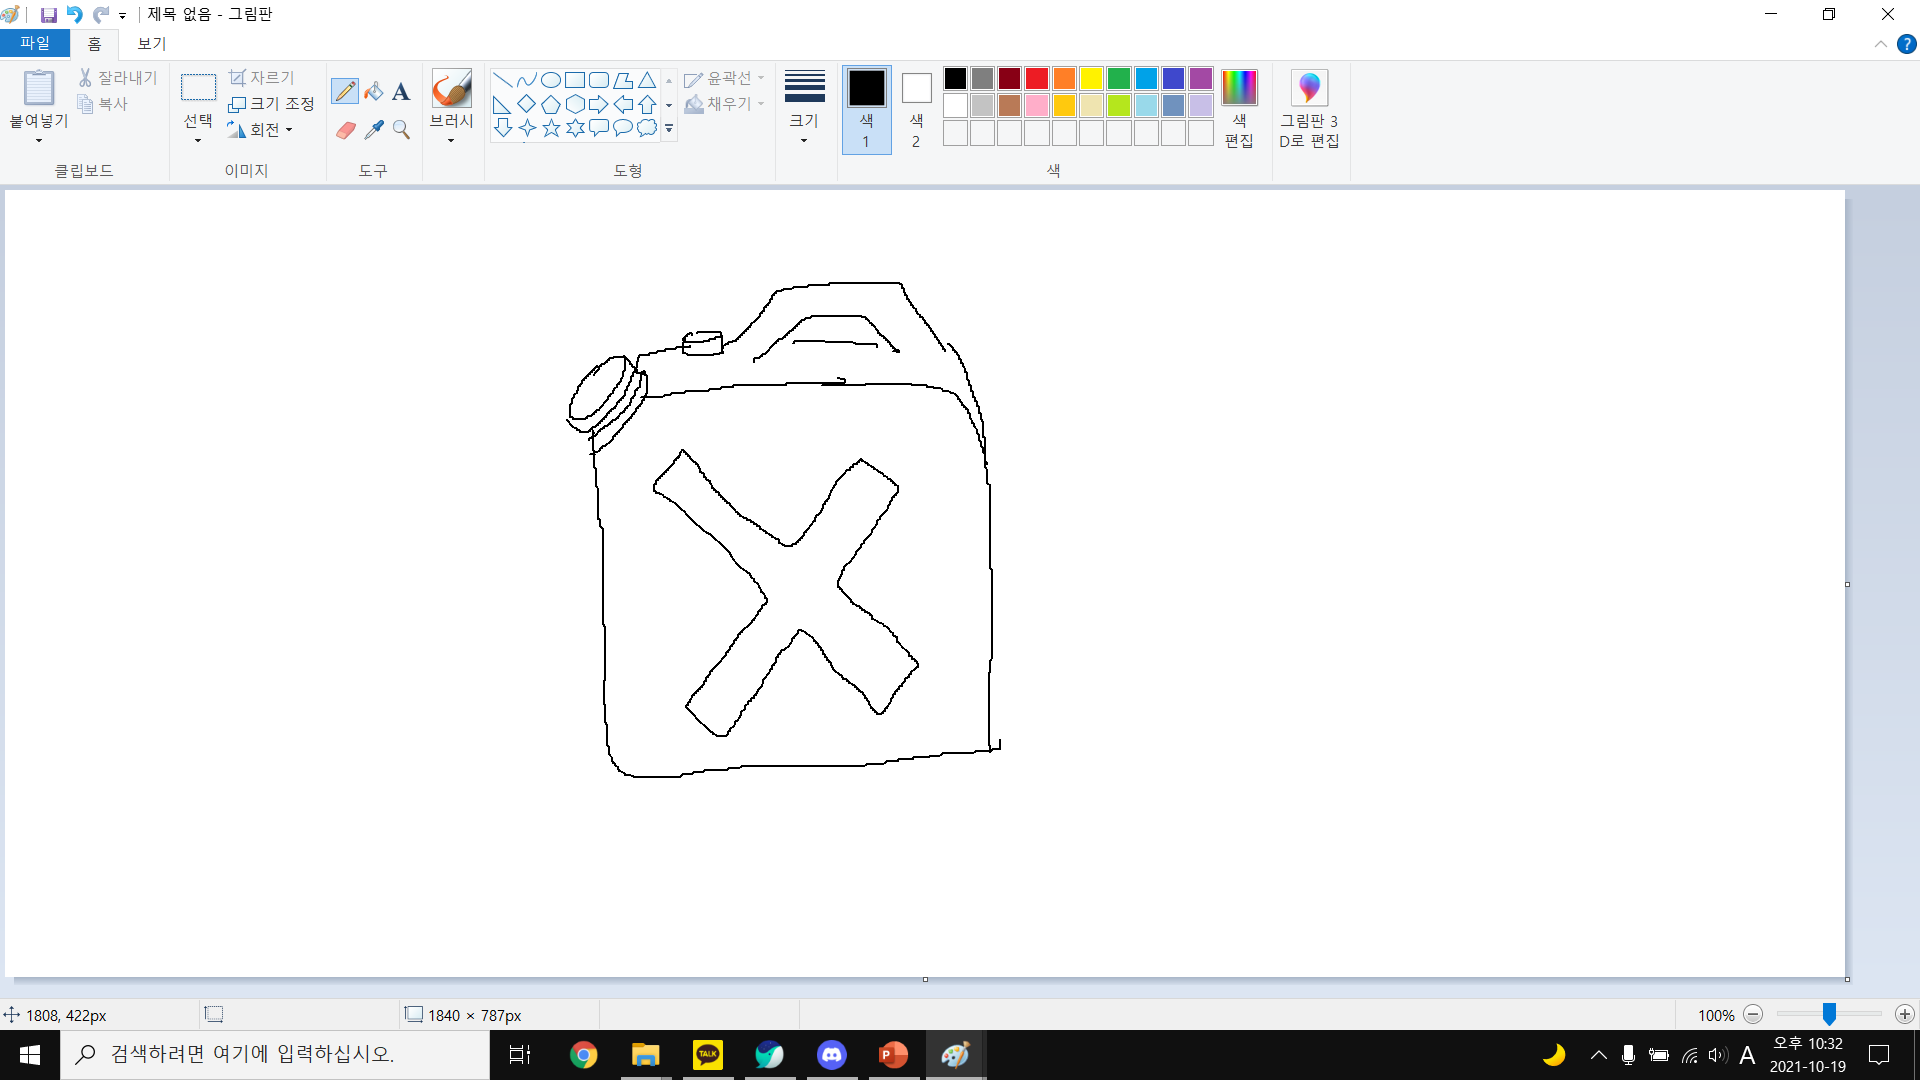 제목 없음 - 그림판
파일 홈 보기
붙여넣기
잘라내기
복사
클립보드
선택
자르기
크기 조정
회전
이미지
A
도구
브러시
윤곽선
채우기
도형
크기
색
1
색
2
색
편집
색
그림판 3
D로 편집
?
X
1808, 422px
1840 × 787px
100%
검색하려면 여기에 입력하십시오.
TALK
P
A
오후 10:32
2021-10-19